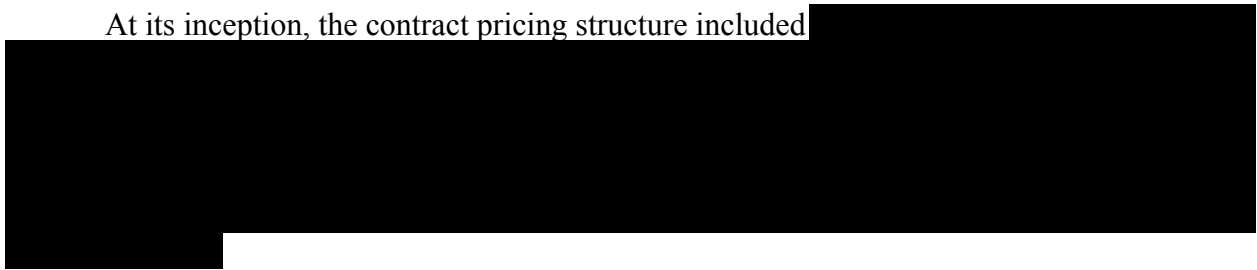 At its inception, the contract pricing structure included